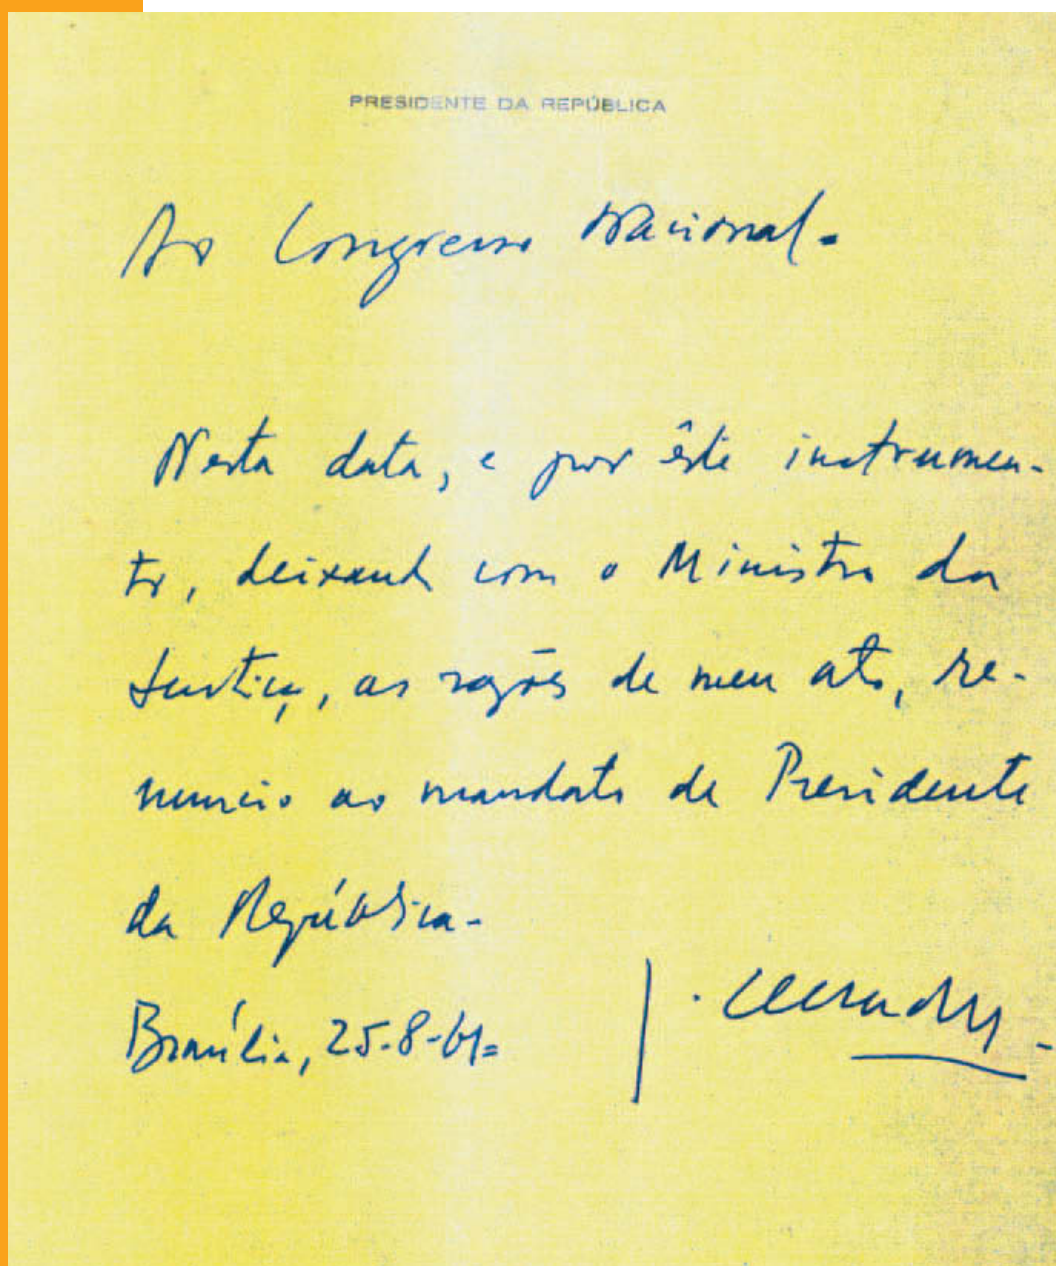 PRESIDENTE DA REPÚBLICA
Ao Congresso Nacional.
Nesta data, e por êste instrumen-
to, deixando com o Ministro da
Justiça, as razões de meu ato, re-
nuncio ao mandato de Presidente
da República.
Brasília, 25-8-61=
J. Quadros.